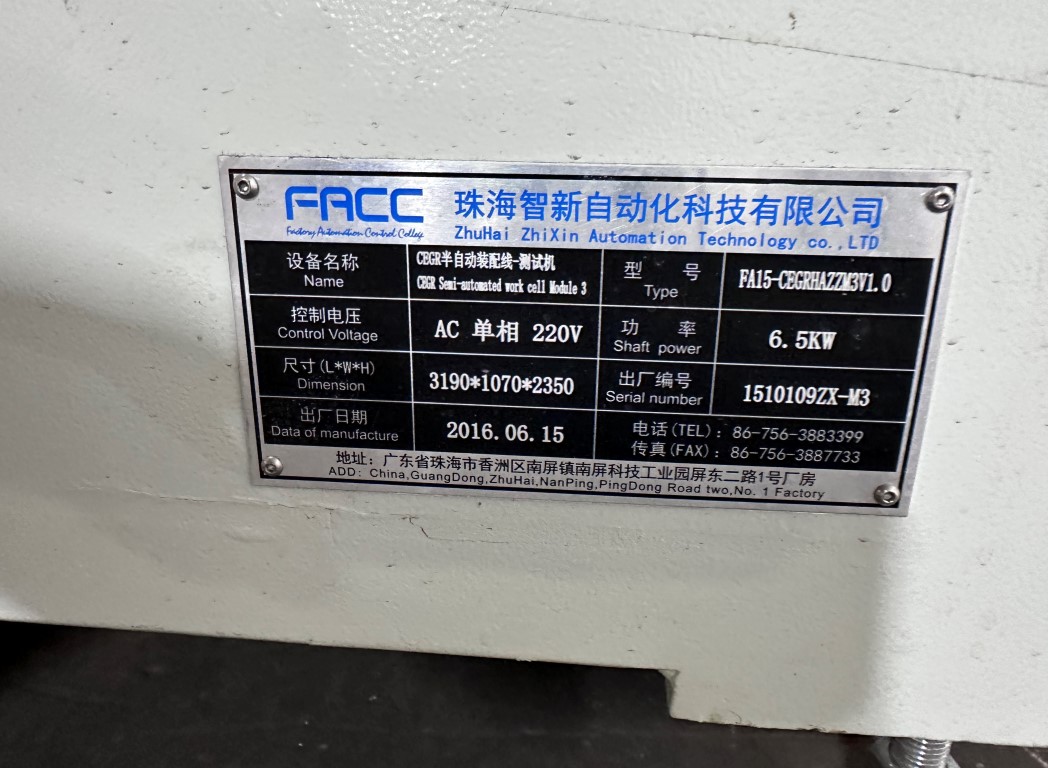 FACC 珠海智新自动化科技有限公司
Factory Automation Control College ZhuHai ZhiXin Automation Technology co.,LTD
设备名称 CEGR半自动装配线-测试机 型 号 FA15-CEGRHAZZM3V1.0
Name CEGR Semi-automated work cell Module 3 Type
控制电压 AC 单相 220V 功 率 6.5KW
Control Voltage Shaft power
尺寸(L*W*H) 3190*1070*2350 出厂编号 1510109ZX-M3
Dimension Serial number
出厂日期 2016.06.15 电话(TEL): 86-756-3883399
Data of manufacture 传真(FAX): 86-756-3887733
地址: 广东省珠海市香洲区南屏镇南屏科技工业园屏东二路1号厂房
ADD: China,GuangDong,ZhuHai,NanPing,PingDong Road two,No. 1 Factory